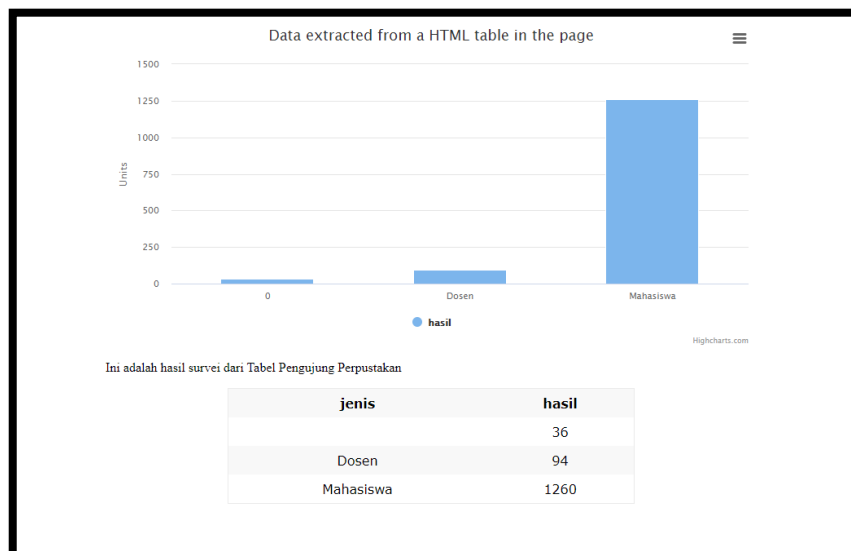 Data extracted from a HTML table in the page
1500
1250
1000
750
500
250
0
Units
0 Dosen Mahasiswa
hasil
Highcharts.com
Ini adalah hasil survei dari Tabel Pengujung Perpustakan
jenis hasil
36
Dosen 94
Mahasiswa 1260